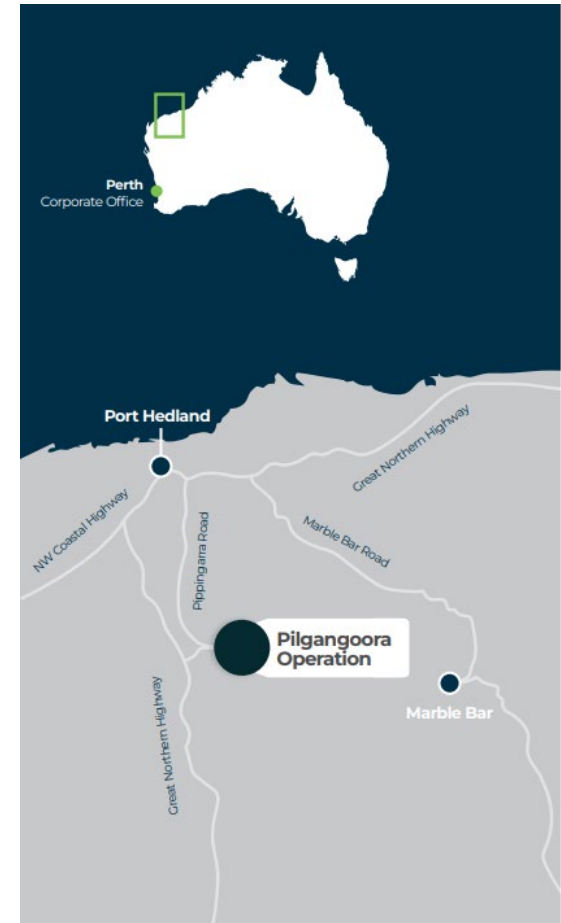 Perth
Corporate Office
Port Hedland
Great Northern Highway
NW Coastal Highway
Pippingarra Road
Marble Bar Road
Pilgangoora
Operation
Marble Bar
Great Northern Highway